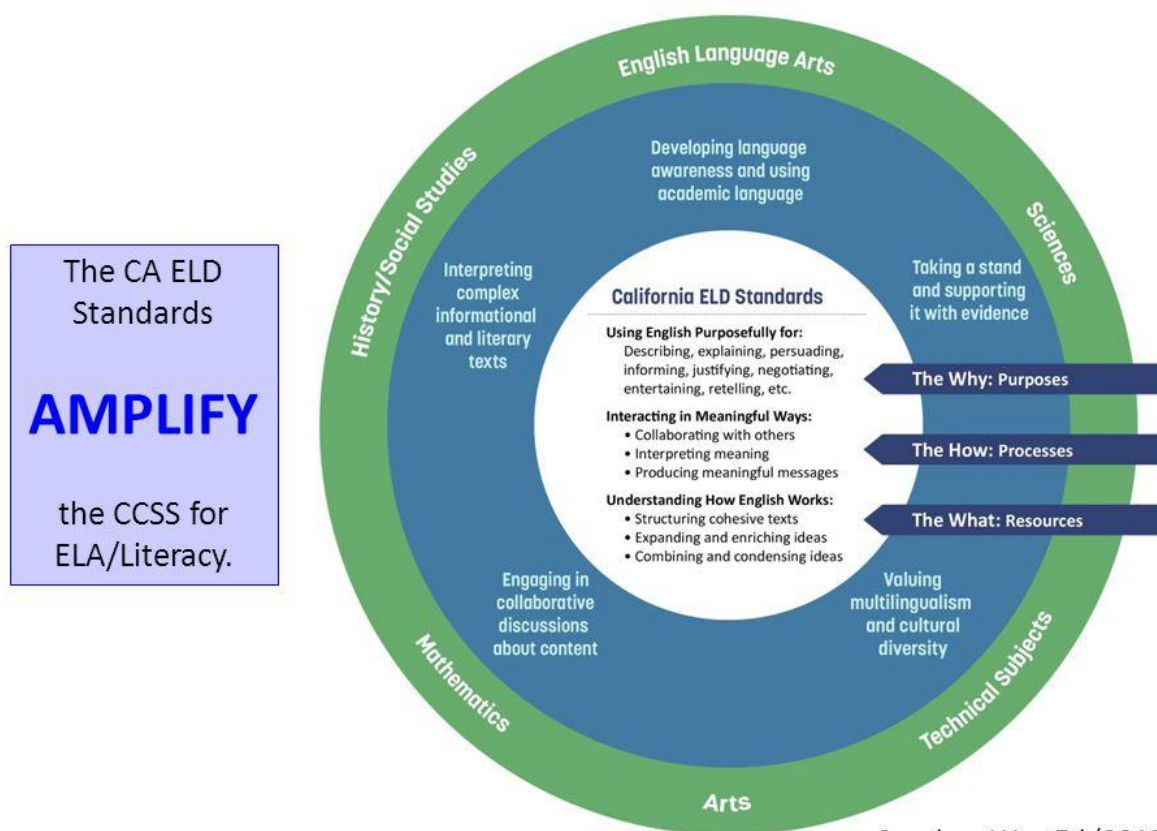 The CA ELD
Standards
AMPLIFY
the CCSS for
ELA/Literacy.
English Language Arts
History/Social Studies
Sciences
Mathematics
Technical Subjects
Arts
Developing language
awareness and using
academic language
Interpreting
complex
informational
and literary
texts
Taking a stand
and supporting
it with evidence
Engaging in
collaborative
discussions
about content
Valuing
multilingualism
and cultural
diversity
California ELD Standards
Using English Purposefully for:
Describing, explaining, persuading,
informing, justifying, negotiating,
entertaining, retelling, etc.
Interacting in Meaningful Ways:
• Collaborating with others
• Interpreting meaning
• Producing meaningful messages
Understanding How English Works:
• Structuring cohesive texts
• Expanding and enriching ideas
• Combining and condensing ideas
The Why: Purposes
The How: Processes
The What: Resources